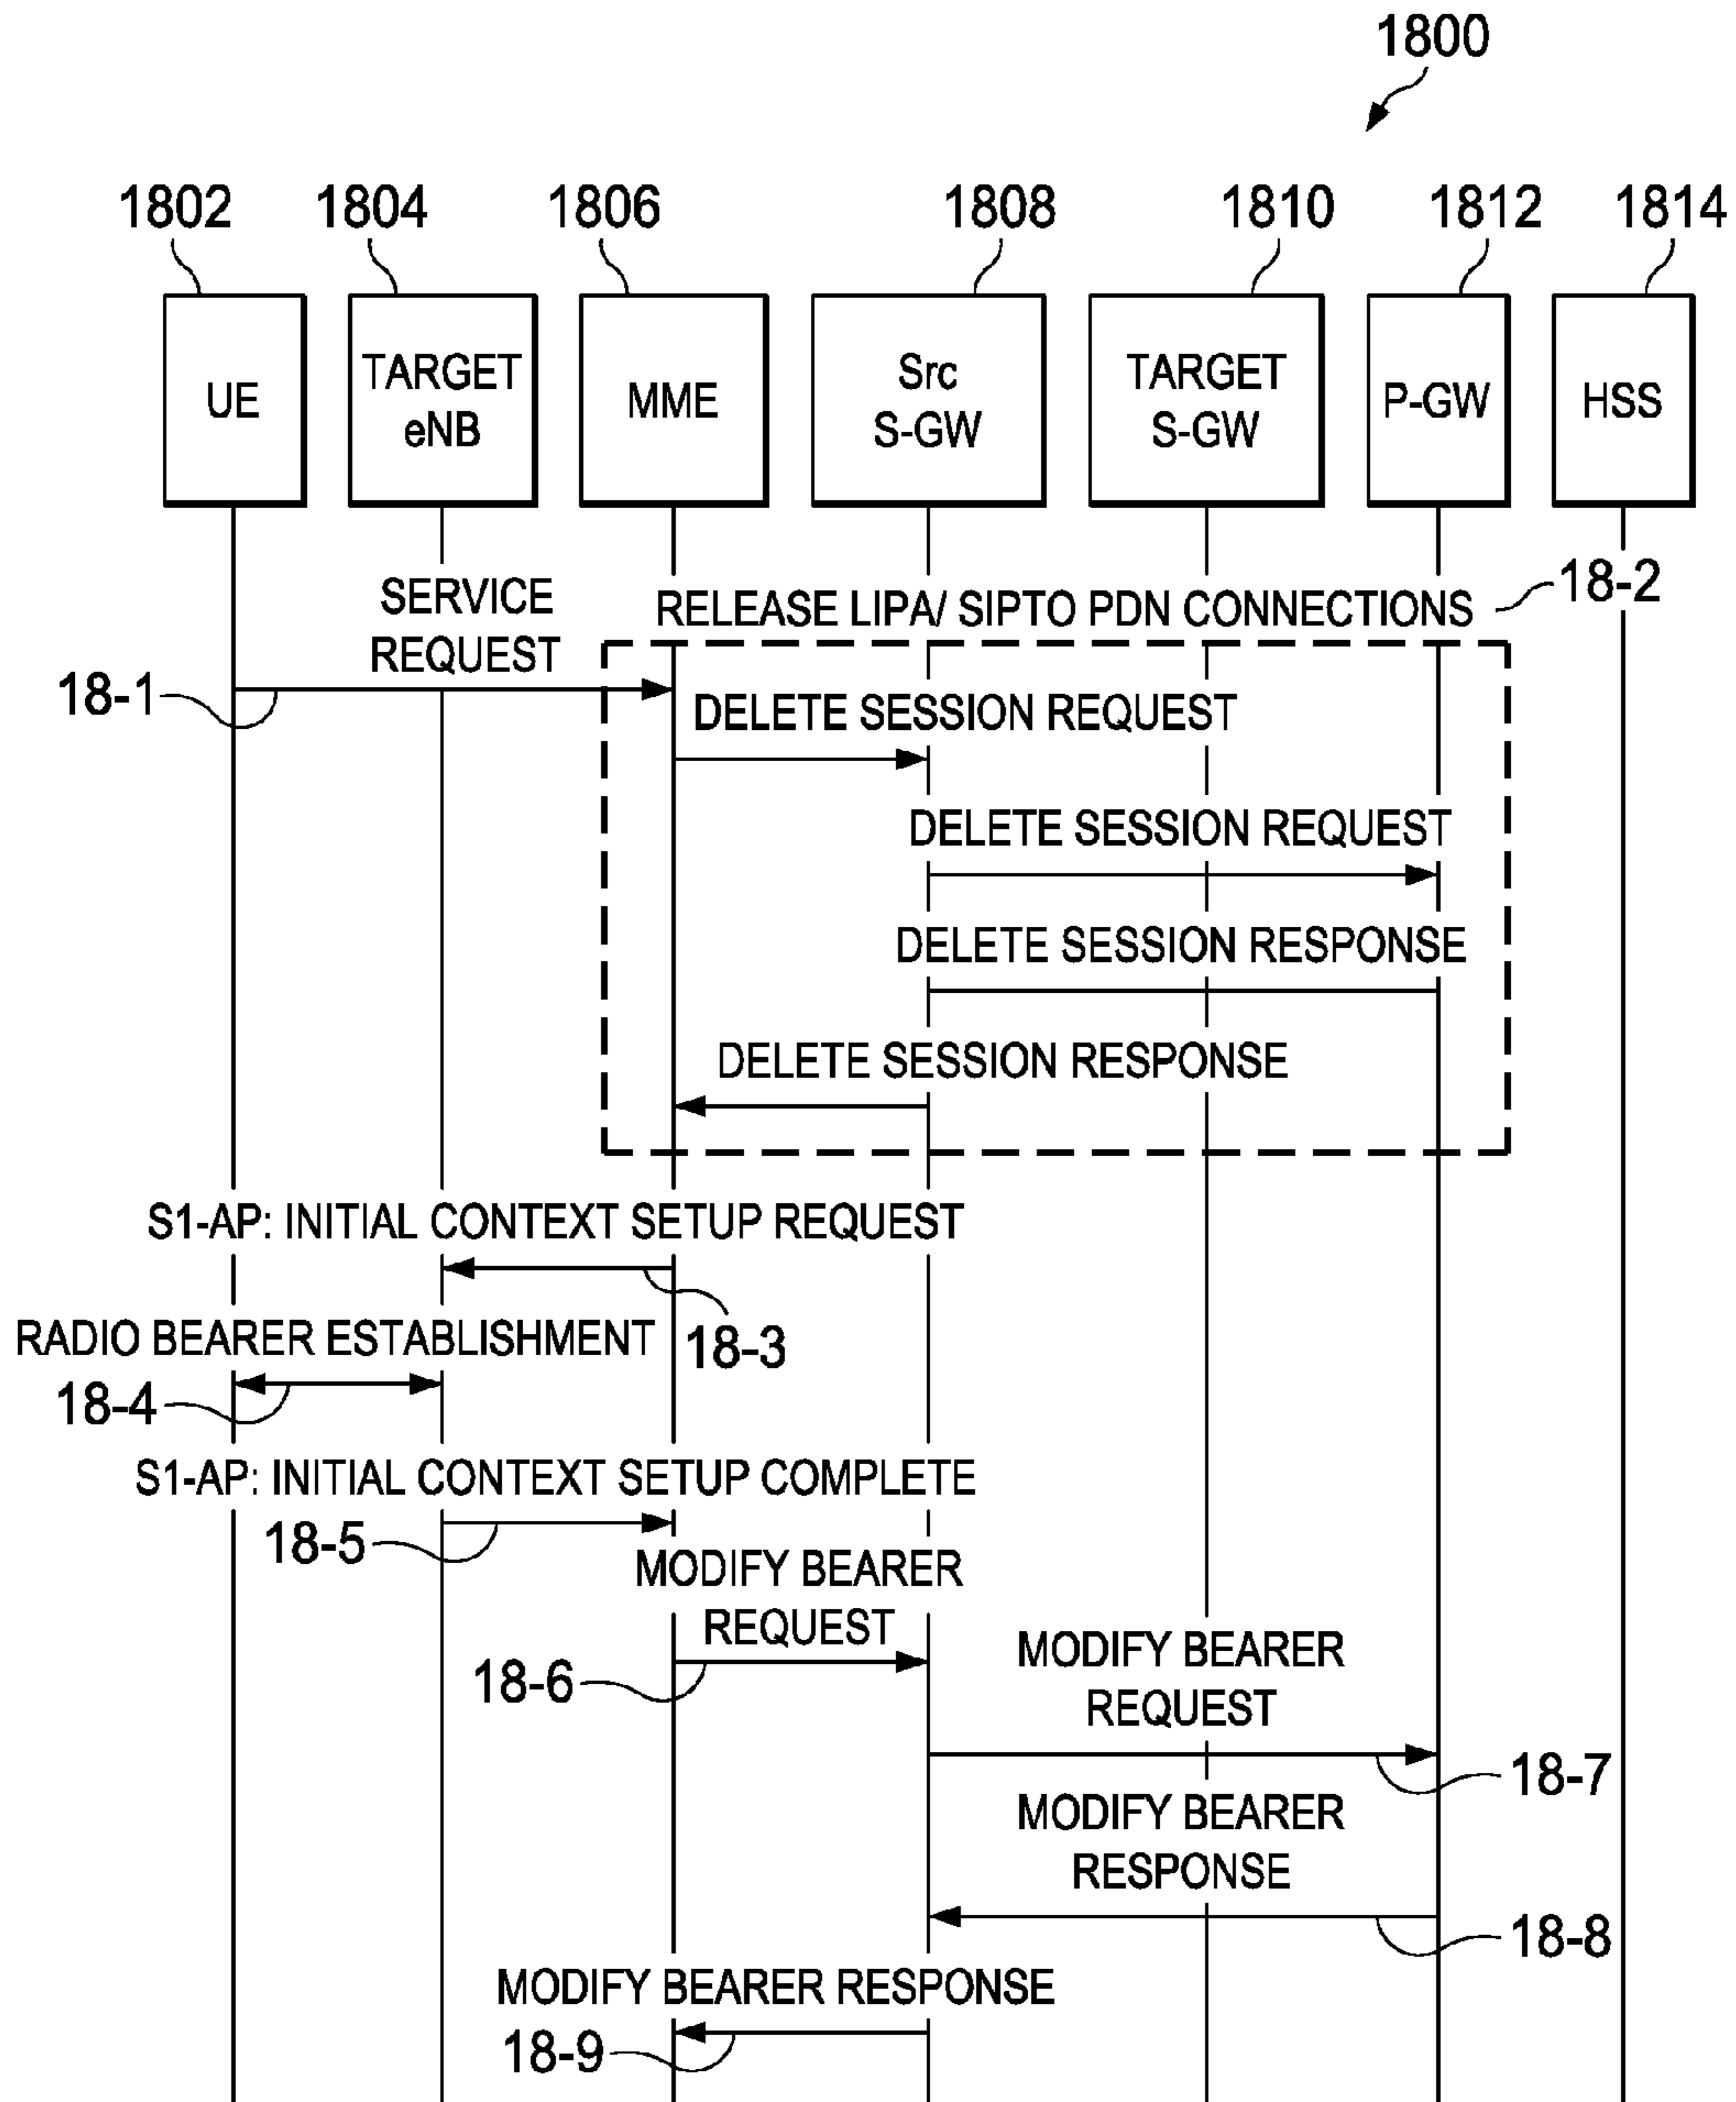 1800
1802
1804
1806
1808
1810
1812
1814
UE
TARGET
eNB
MME
Src
S-GW
TARGET
S-GW
P-GW
HSS
SERVICE
REQUEST
18-1
RELEASE LIPA/ SIPTO PDN CONNECTIONS
18-2
DELETE SESSION REQUEST
DELETE SESSION REQUEST
DELETE SESSION RESPONSE
DELETE SESSION RESPONSE
S1-AP: INITIAL CONTEXT SETUP REQUEST
18-3
RADIO BEARER ESTABLISHMENT
18-4
S1-AP: INITIAL CONTEXT SETUP COMPLETE
18-5
MODIFY BEARER
REQUEST
18-6
MODIFY BEARER
REQUEST
18-7
MODIFY BEARER
RESPONSE
18-8
MODIFY BEARER RESPONSE
18-9